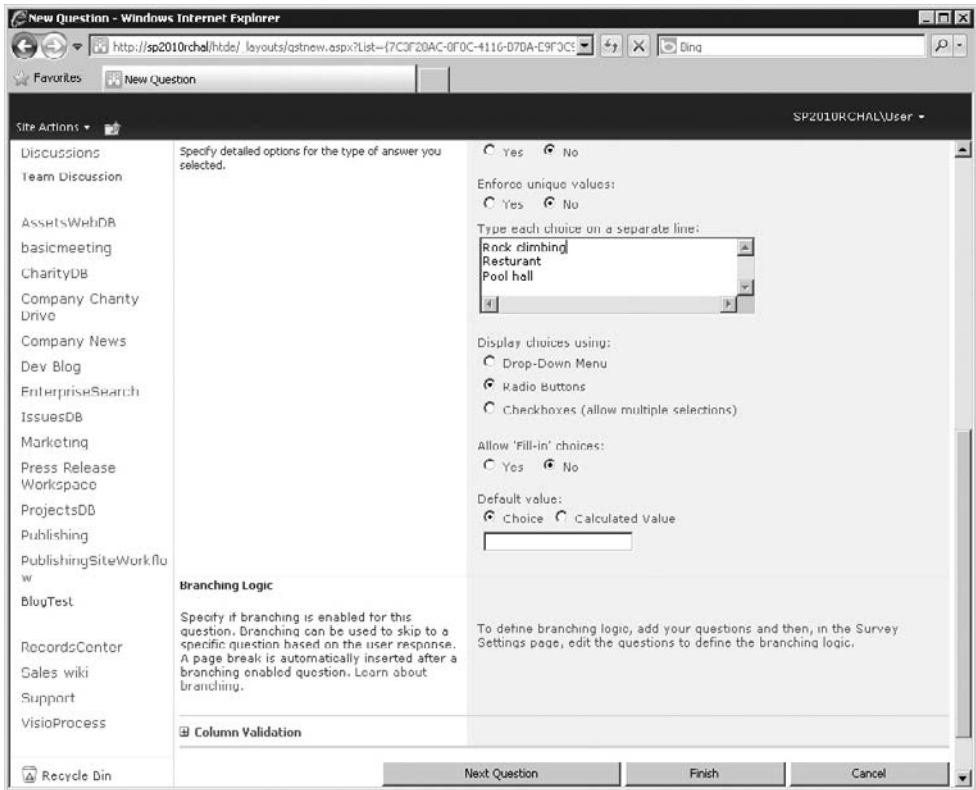 New Question - Windows Internet Explorer
http://sp2010rchal/htde/_layouts/qstnew.aspx?List={7C3F20AC-0F0C-4116-
Bing
Favorites
New Question
Site Actions
SP2010RCHAL\User
Discussions
Team Discussion
AssetsWebDB
basicmeeting
CharityDB
Company Charity
Drive
Company News
Dev Blog
EnterpriseSearch
IssuesDB
Marketing
Press Release
Workspace
ProjectsDB
Publishing
PublishingSiteWorkflo
w
BlogTest
RecordsCenter
Sales wiki
Support
VisioProcess
Recycle Bin
Specify detailed options for the type of answer you
selected.
Yes No
Enforce unique values:
Yes No
Type each choice on a separate line:
Rock climbing
Resturant
Pool hall
Display choices using:
Drop-Down Menu
Radio Buttons
Checkboxes (allow multiple selections)
Allow 'Fill-in' choices:
Yes No
Default value:
Choice Calculated Value
Branching Logic
Specify if branching is enabled for this
question. Branching can be used to skip to a
specific question based on the user response.
A page break is automatically inserted after a
branching enabled question. Learn about
branching.
To define branching logic, add your questions and then, in the Survey
Settings page, edit the questions to define the branching logic.
Column Validation
Next Question Finish Cancel